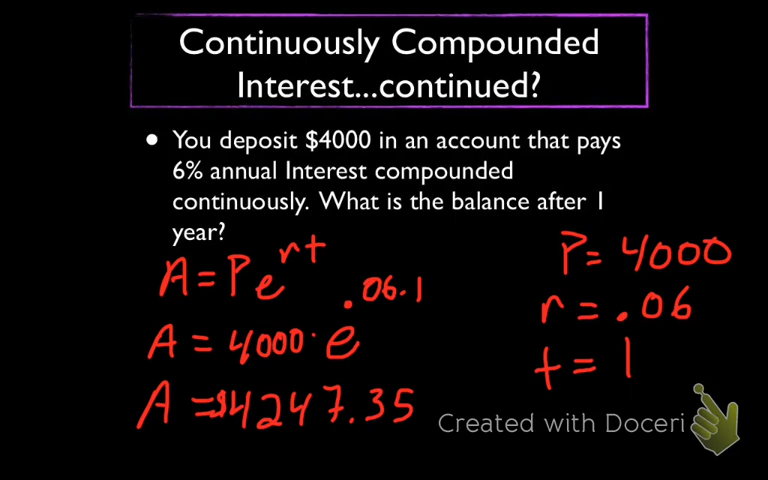 Continuously Compounded
Interest...continued?
• You deposit $4000 in an account that pays
6% annual Interest compounded
continuously. What is the balance after 1
year?
A = Pe^rt
A = 4000 · e^.06·1
A = $4247.35
P = 4000
r = .06
t = 1
Created with Doceri